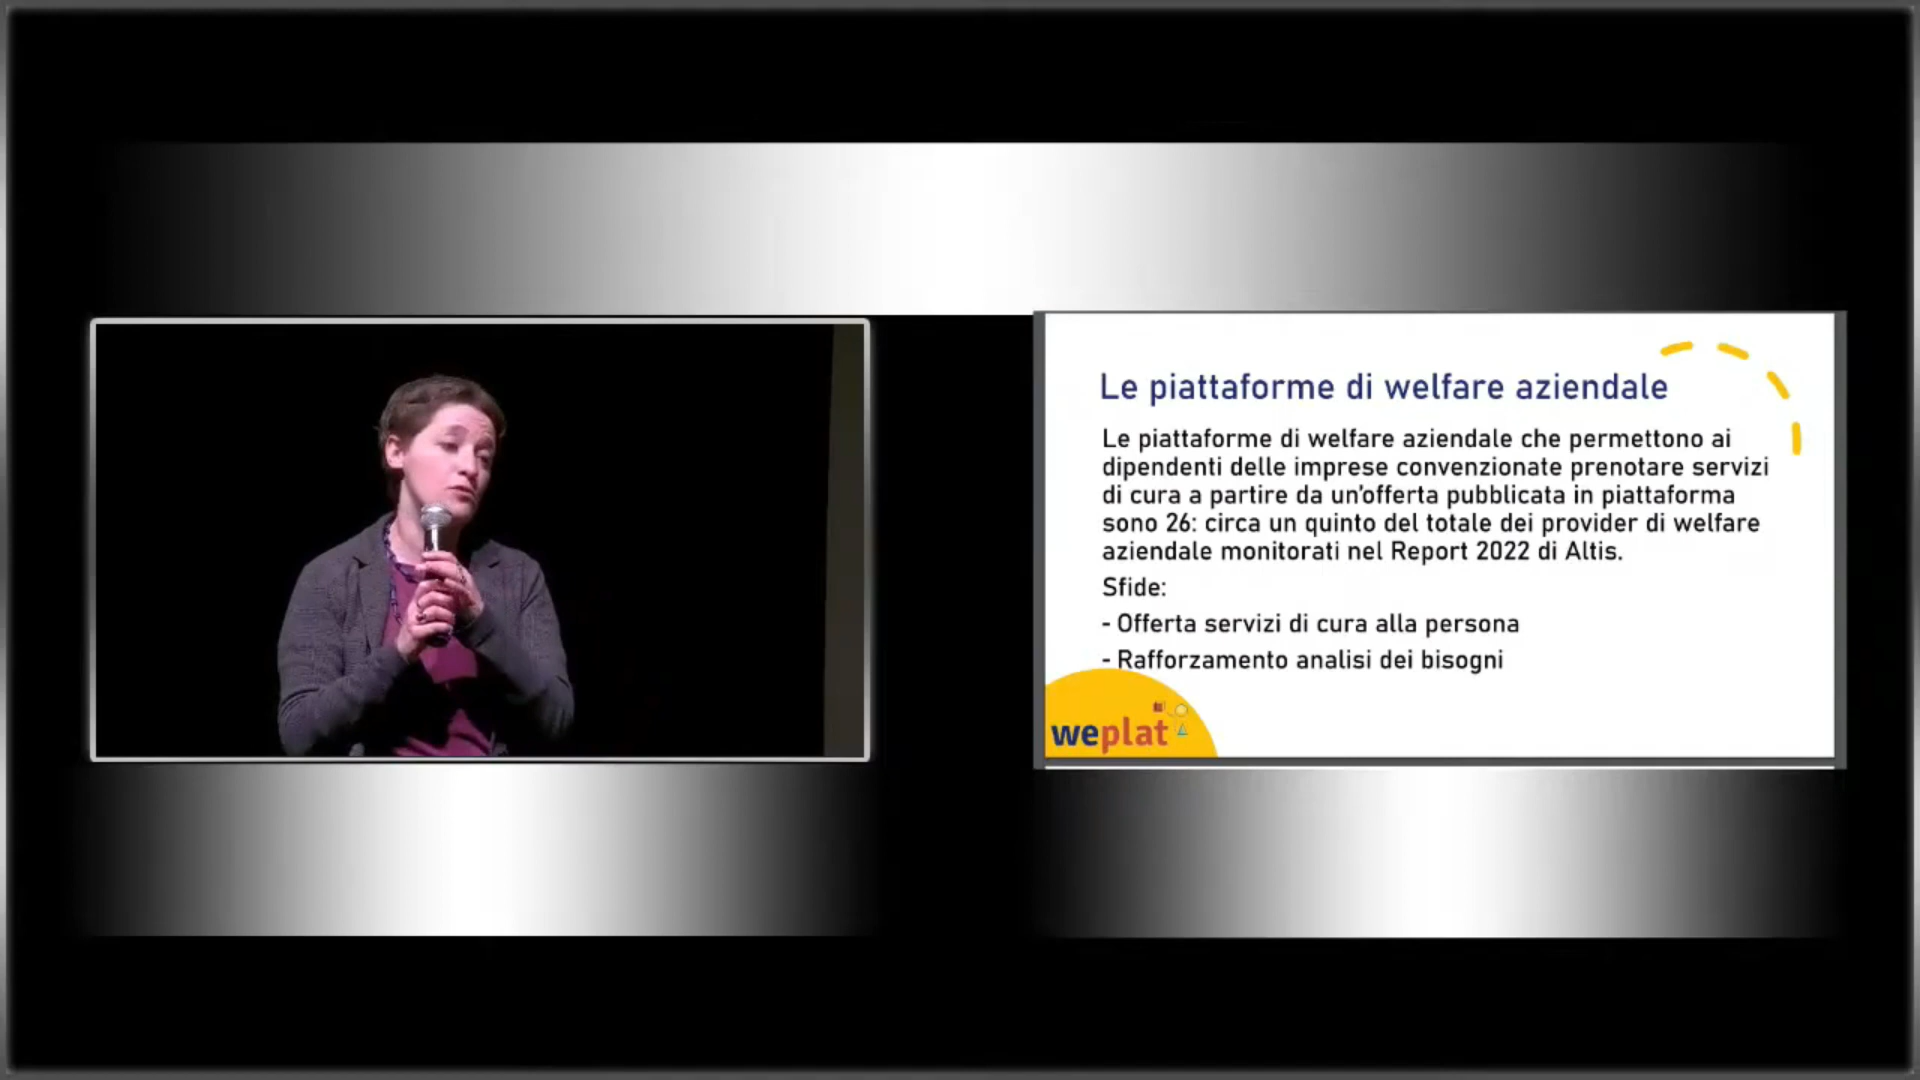 Le piattaforme di welfare aziendale
Le piattaforme di welfare aziendale che permettono ai
dipendenti delle imprese convenzionate prenotare servizi
di cura a partire da un'offerta pubblicata in piattaforma
sono 26: circa un quinto del totale dei provider di welfare
aziendale monitorati nel Report 2022 di Altis.
Sfide:
- Offerta servizi di cura alla persona
- Rafforzamento analisi dei bisogni
weplat